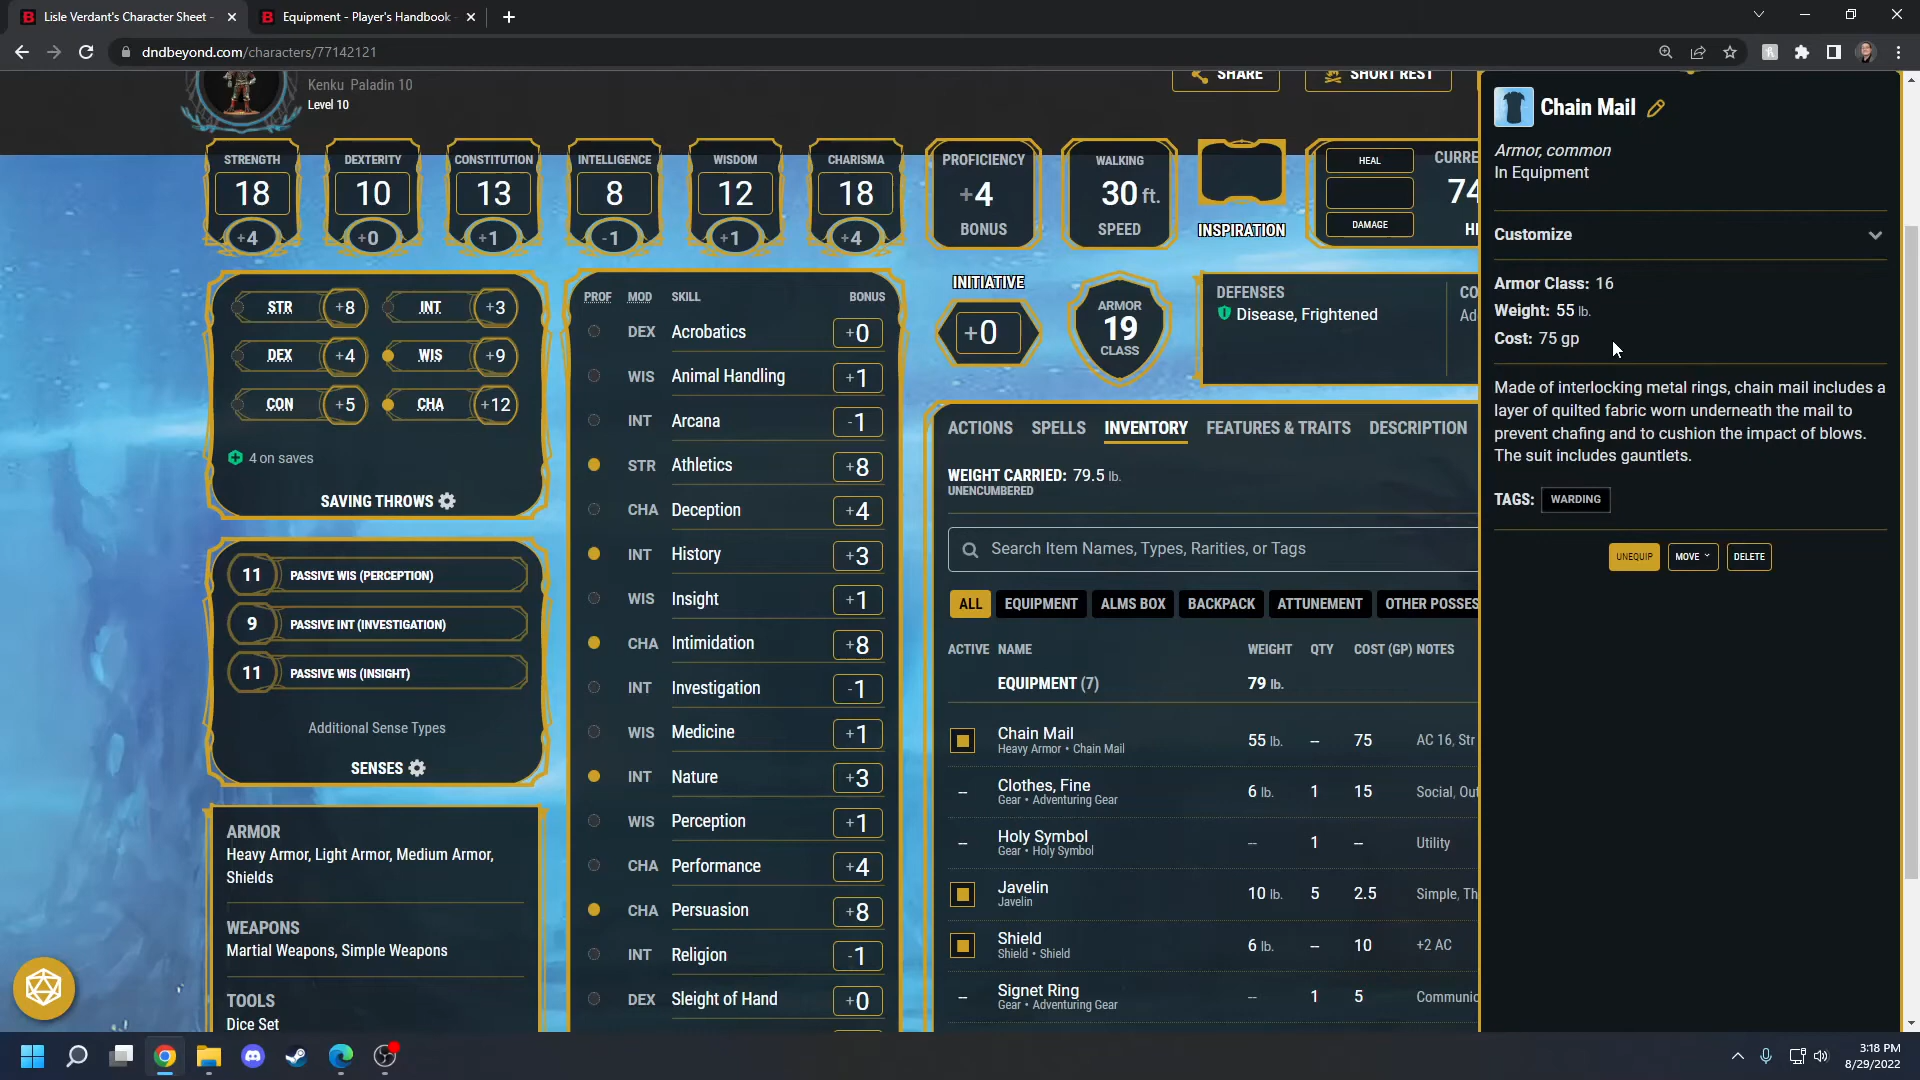 Lisle Verdant's Character Sheet -
Equipment - Player's Handbook -
dndbeyond.com/characters/77142121
Kenku Paladin 10
Level 10
SHARE
SHORT REST
STRENGTH
18
+4
DEXTERITY
10
+0
CONSTITUTION
13
+1
INTELLIGENCE
8
-1
WISDOM
12
+1
CHARISMA
18
+4
PROFICIENCY
+4
BONUS
WALKING
30 ft.
SPEED
INSPIRATION
HEAL
DAMAGE
CURRE
74
HI
STR +8
INT +3
DEX +4
WIS +9
CON +5
CHA +12
4 on saves
SAVING THROWS
11 PASSIVE WIS (PERCEPTION)
9 PASSIVE INT (INVESTIGATION)
11 PASSIVE WIS (INSIGHT)
Additional Sense Types
SENSES
ARMOR
Heavy Armor, Light Armor, Medium Armor,
Shields
WEAPONS
Martial Weapons, Simple Weapons
TOOLS
Dice Set
PROF MOD SKILL BONUS
DEX Acrobatics +0
WIS Animal Handling +1
INT Arcana -1
STR Athletics +8
CHA Deception +4
INT History +3
WIS Insight +1
CHA Intimidation +8
INT Investigation -1
WIS Medicine +1
INT Nature +3
WIS Perception +1
CHA Performance +4
CHA Persuasion +8
INT Religion -1
DEX Sleight of Hand +0
INITIATIVE
+0
ARMOR
19
CLASS
DEFENSES
Disease, Frightened
CO
Ad
ACTIONS SPELLS INVENTORY FEATURES & TRAITS DESCRIPTION
WEIGHT CARRIED: 79.5 lb.
UNENCUMBERED
Search Item Names, Types, Rarities, or Tags
ALL EQUIPMENT ALMS BOX BACKPACK ATTUNEMENT OTHER POSSES
ACTIVE NAME WEIGHT QTY COST (GP) NOTES
EQUIPMENT (7) 79 lb.
Chain Mail 55 lb. -- 75 AC 16, Str
Heavy Armor • Chain Mail
-- Clothes, Fine 6 lb. 1 15 Social, Out
Gear • Adventuring Gear
-- Holy Symbol -- 1 -- Utility
Gear • Holy Symbol
Javelin 10 lb. 5 2.5 Simple, Th
Javelin
Shield 6 lb. -- 10 +2 AC
Shield • Shield
-- Signet Ring -- 1 5 Communic
Gear • Adventuring Gear
Chain Mail
Armor, common
In Equipment
Customize
Armor Class: 16
Weight: 55 lb.
Cost: 75 gp
Made of interlocking metal rings, chain mail includes a
layer of quilted fabric worn underneath the mail to
prevent chafing and to cushion the impact of blows.
The suit includes gauntlets.
TAGS: WARDING
UNEQUIP MOVE DELETE
3:18 PM
8/29/2022